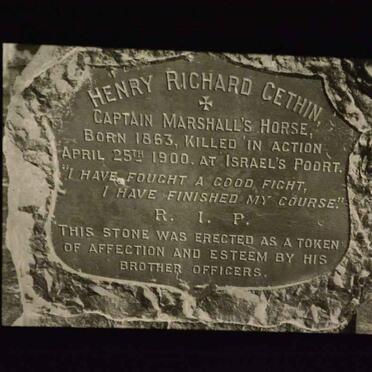 HENRY RICHARD GETHIN,
CAPTAIN MARSHALL'S HORSE,
BORN 1863, KILLED IN ACTION
APRIL 25TH 1900. AT ISRAEL'S POORT.
"I HAVE FOUGHT A GOOD FIGHT,
I HAVE FINISHED MY COURSE."
R. I. P.
THIS STONE WAS ERECTED AS A TOKEN
OF AFFECTION AND ESTEEM BY HIS
BROTHER OFFICERS.